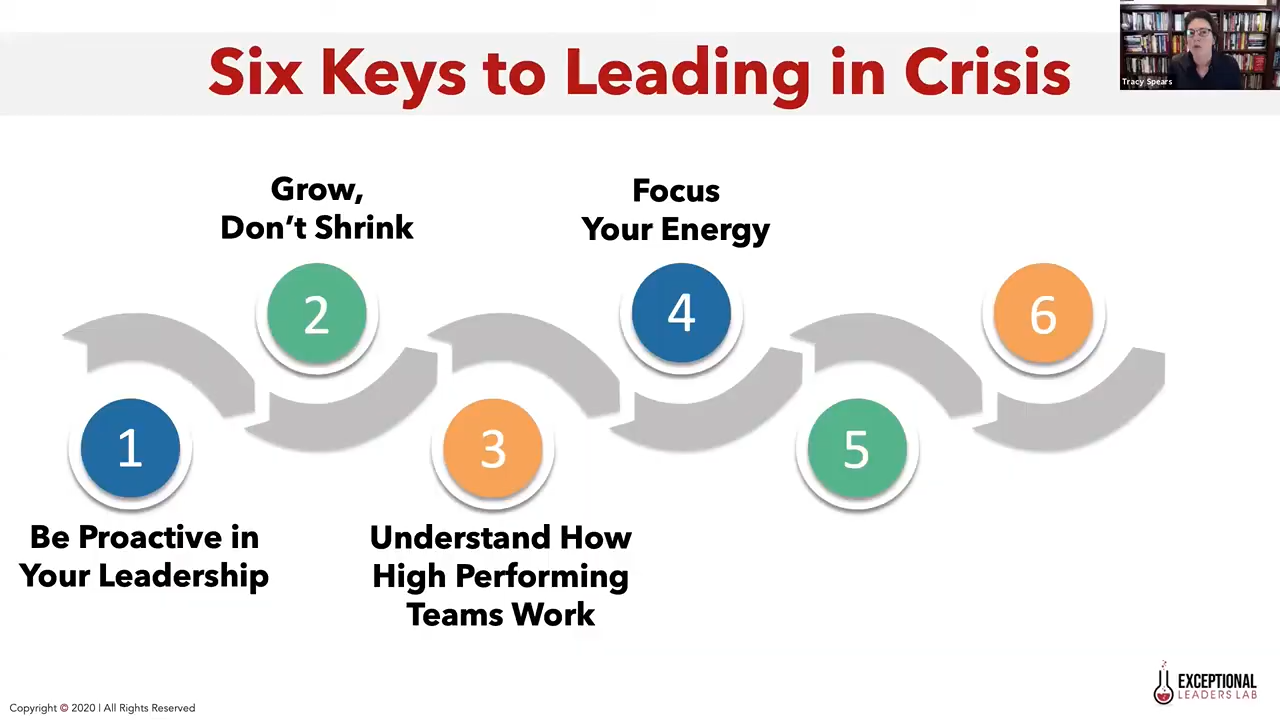 Six Keys to Leading in Crisis
Tracy Spears
Grow,
Don't Shrink
Focus
Your Energy
2
4
6
1
3
5
Be Proactive in
Your Leadership
Understand How
High Performing
Teams Work
EXCEPTIONAL
LEADERS LAB
Copyright © 2020 | All Rights Reserved